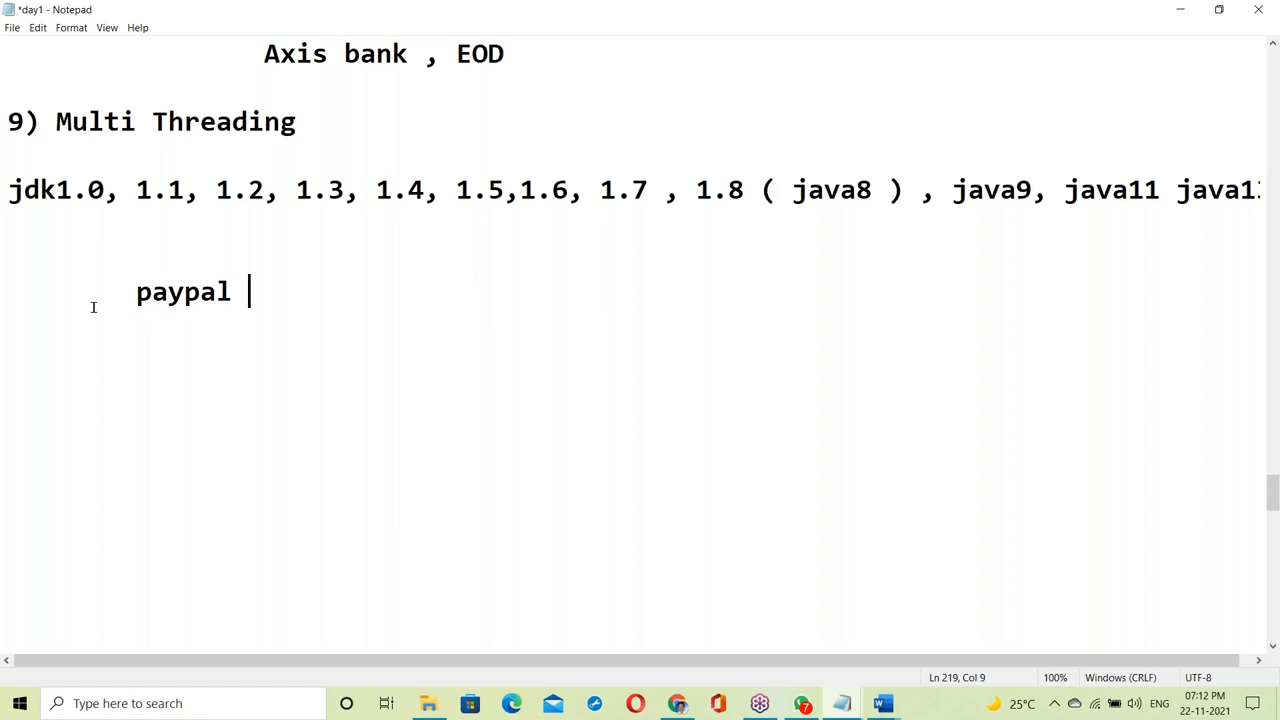 *day1 - Notepad
File Edit Format View Help
Axis bank , EOD
9) Multi Threading
jdk1.0, 1.1, 1.2, 1.3, 1.4, 1.5,1.6, 1.7 , 1.8 ( java8 ) , java9, java11
paypal
Ln 219, Col 9 100% Windows (CRLF) UTF-8
Type here to search 7 25°C ENG 07:12 PM
22-11-2021